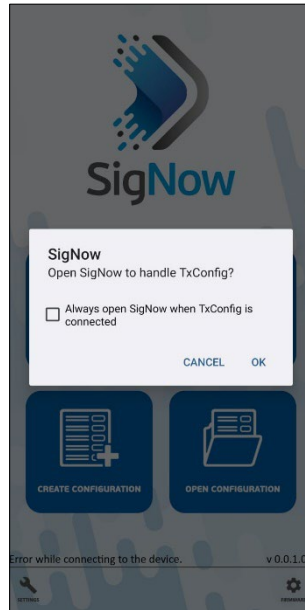 SigNow
SigNow
Open SigNow to handle TxConfig?
Always open SigNow when TxConfig is
connected
CANCEL OK
CREATE CONFIGURATION OPEN CONFIGURATION
Error while connecting to the device. v 0.0.1.0
SETTINGS